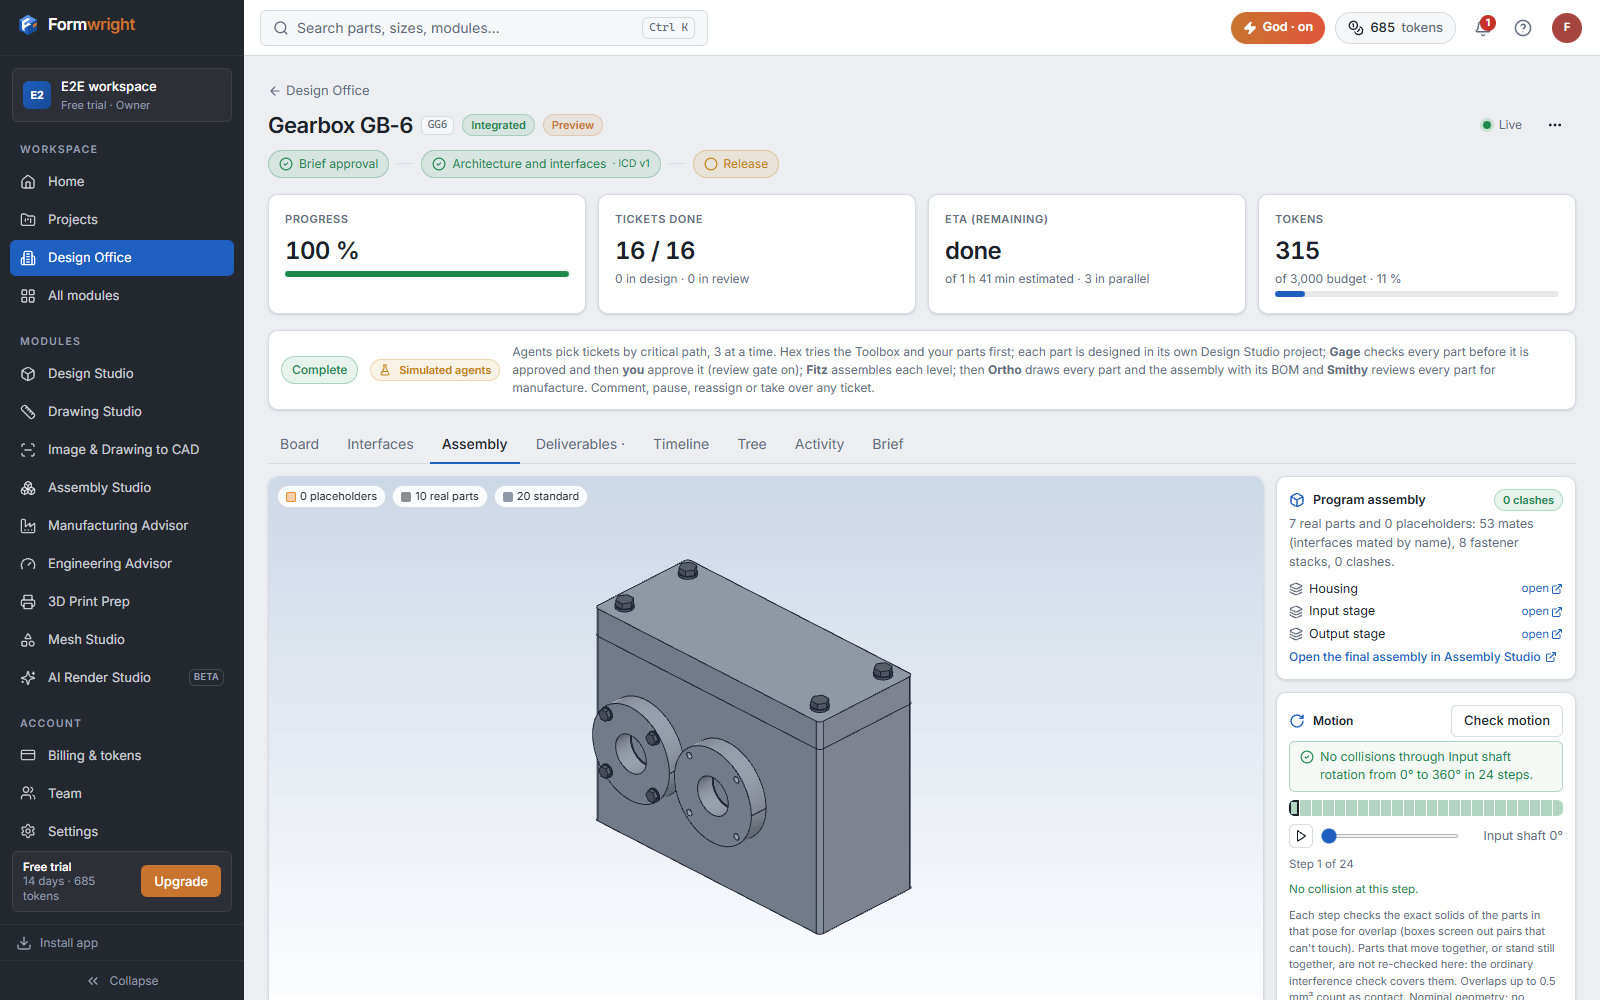 Formwright
Search parts, sizes, modules...
Ctrl K
God · on
685 tokens
1
F
E2
E2E workspace
Free trial · Owner
WORKSPACE
Home
Projects
Design Office
All modules
MODULES
Design Studio
Drawing Studio
Image & Drawing to CAD
Assembly Studio
Manufacturing Advisor
Engineering Advisor
3D Print Prep
Mesh Studio
AI Render Studio
BETA
ACCOUNT
Billing & tokens
Team
Settings
Free trial
14 days · 685
tokens
Upgrade
Install app
Collapse
Design Office
Gearbox GB-6
GG6
Integrated
Preview
Live
Brief approval
Architecture and interfaces · ICD v1
Release
PROGRESS
100 %
TICKETS DONE
16 / 16
0 in design · 0 in review
ETA (REMAINING)
done
of 1 h 41 min estimated · 3 in parallel
TOKENS
315
of 3,000 budget · 11 %
Complete
Simulated agents
Agents pick tickets by critical path, 3 at a time. Hex tries the Toolbox and your parts first; each part is designed in its own Design Studio project; Gage checks every part before it is
approved and then you approve it (review gate on); Fitz assembles each level; then Ortho draws every part and the assembly with its BOM and Smithy reviews every part for
manufacture. Comment, pause, reassign or take over any ticket.
Board
Interfaces
Assembly
Deliverables ·
Timeline
Tree
Activity
Brief
0 placeholders
10 real parts
20 standard
Program assembly
0 clashes
7 real parts and 0 placeholders: 53 mates
(interfaces mated by name), 8 fastener
stacks, 0 clashes.
Housing
open
Input stage
open
Output stage
open
Open the final assembly in Assembly Studio
Motion
Check motion
No collisions through Input shaft
rotation from 0° to 360° in 24 steps.
Input shaft 0°
Step 1 of 24
No collision at this step.
Each step checks the exact solids of the parts in
that pose for overlap (boxes screen out pairs that
can't touch). Parts that move together, or stand still
together, are not re-checked here: the ordinary
interference check covers them. Overlaps up to 0.5
mm³ count as contact. Nominal geometry: no